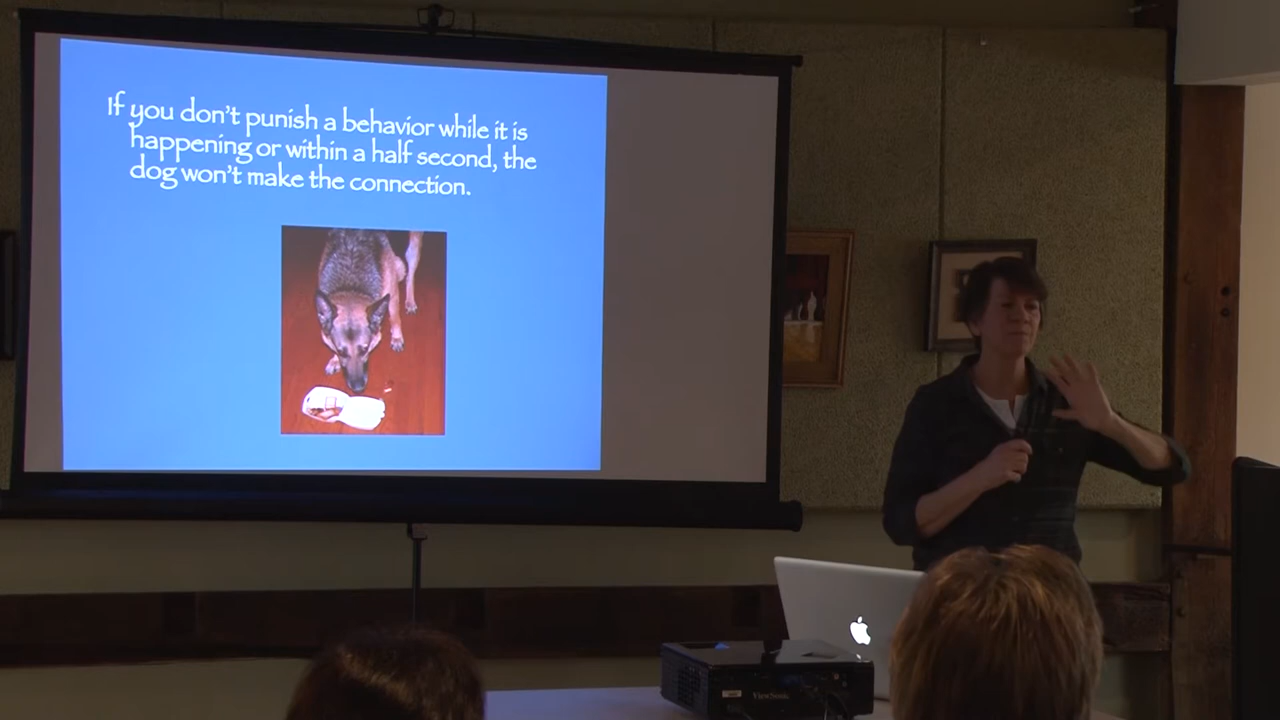 If you don't punish a behavior while it is
happening or within a half second, the
dog won't make the connection.
ViewSonic